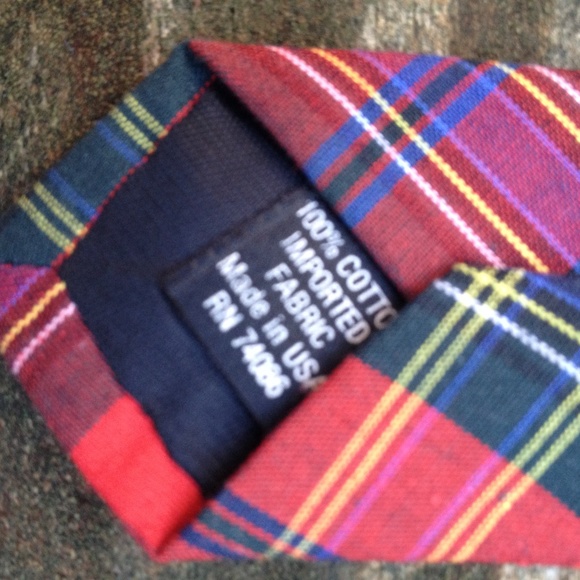 100% COTTO
IMPORTED
FABRIC
Made in USA
RN 74086